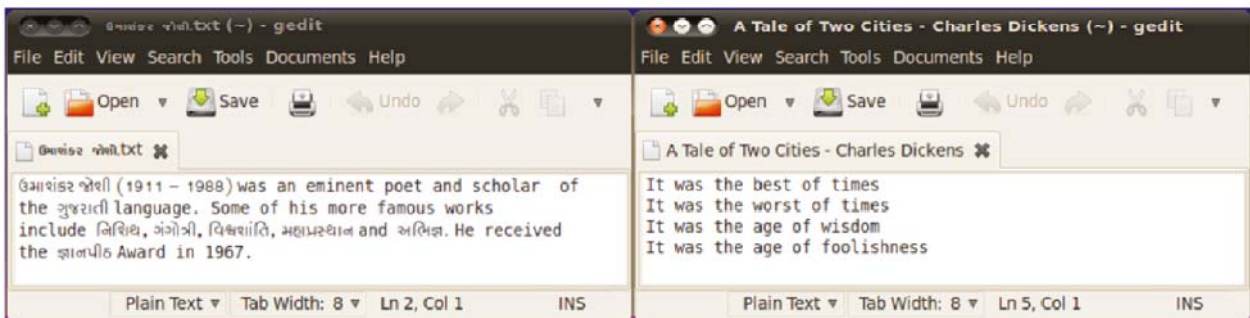 ઉમાશંકર જોશી.txt (~) - gedit
File Edit View Search Tools Documents Help
Open Save Undo
ઉમાશંકર જોશી.txt
ઉમાશંકર જોશી (1911 – 1988) was an eminent poet and scholar of
the ગુજરાતી language. Some of his more famous works
include નિશિથ, ગંગોત્રી, વિશ્વશાંતિ, મહાપ્રસ્થાન and અભિજ્ઞ. He received
the જ્ઞાનપીઠ Award in 1967.
Plain Text Tab Width: 8 Ln 2, Col 1 INS
A Tale of Two Cities - Charles Dickens (~) - gedit
File Edit View Search Tools Documents Help
Open Save Undo
A Tale of Two Cities - Charles Dickens
It was the best of times
It was the worst of times
It was the age of wisdom
It was the age of foolishness
Plain Text Tab Width: 8 Ln 5, Col 1 INS